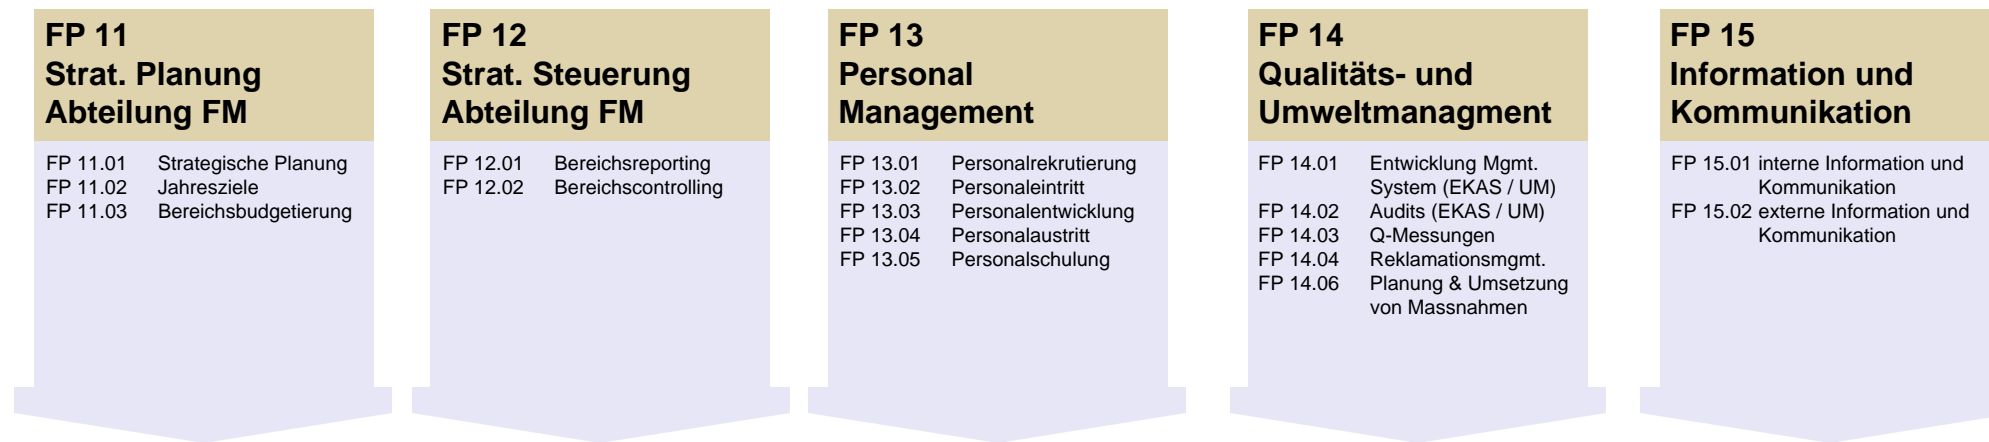 FP 11
Strat. Planung
Abteilung FM
FP 11.01 Strategische Planung
FP 11.02 Jahresziele
FP 11.03 Bereichsbudgetierung
FP 12
Strat. Steuerung
Abteilung FM
FP 12.01 Bereichsreporting
FP 12.02 Bereichscontrolling
FP 13
Personal
Management
FP 13.01 Personalrekrutierung
FP 13.02 Personaleintritt
FP 13.03 Personalentwicklung
FP 13.04 Personalaustritt
FP 13.05 Personalschulung
FP 14
Qualitäts- und
Umweltmanagment
FP 14.01 Entwicklung Mgmt.
System (EKAS / UM)
FP 14.02 Audits (EKAS / UM)
FP 14.03 Q-Messungen
FP 14.04 Reklamationsmgmt.
FP 14.06 Planung & Umsetzung
von Massnahmen
FP 15
Information und
Kommunikation
FP 15.01 interne Information und
Kommunikation
FP 15.02 externe Information und
Kommunikation